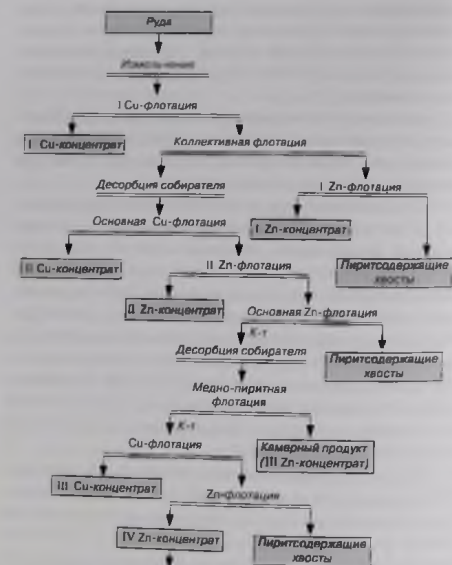 Руда
Измельчение
I Cu-флотация
I Cu-концентрат
Коллективная флотация
Десорбция собирателя
I Zn-флотация
Основная Cu-флотация
I Zn-концентрат
II Cu-концентрат
II Zn-флотация
Пиритсодержащие
хвосты
II Zn-концентрат
Основная Zn-флотация
К-т
Десорбция собирателя
Пиритсодержащие
хвосты
Медно-пиритная
флотация
К-т
Cu-флотация
Камерный продукт
(III Zn-концентрат)
III Cu-концентрат
Zn-флотация
IV Zn-концентрат
Пиритсодержащие
хвосты